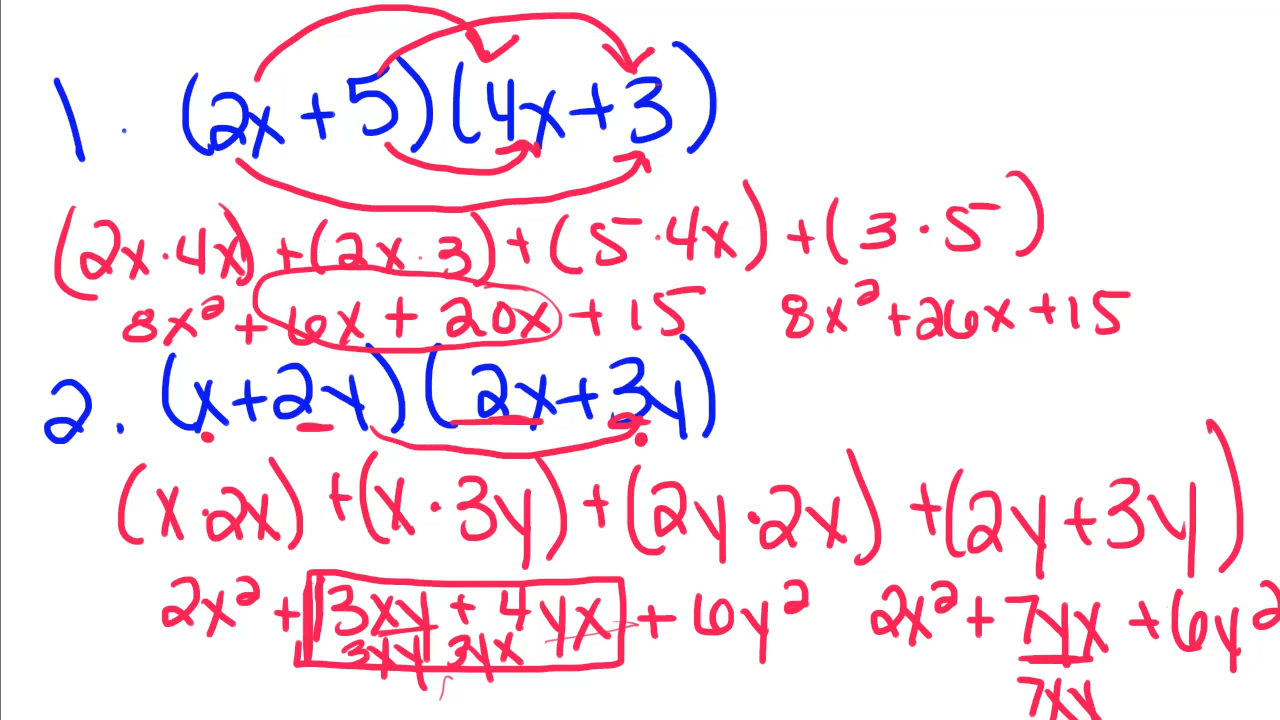 1. (2x + 5)(4x + 3)
(2x · 4x) + (2x · 3) + (5 · 4x) + (3 · 5)
8x² + 6x + 20x + 15 8x² + 26x + 15
2. (x + 2y)(2x + 3y)
(x · 2x) + (x · 3y) + (2y · 2x) + (2y + 3y)
2x² + 3xy + 4yx + 6y² 2x² + 7yx + 6y²
3yx 7xy